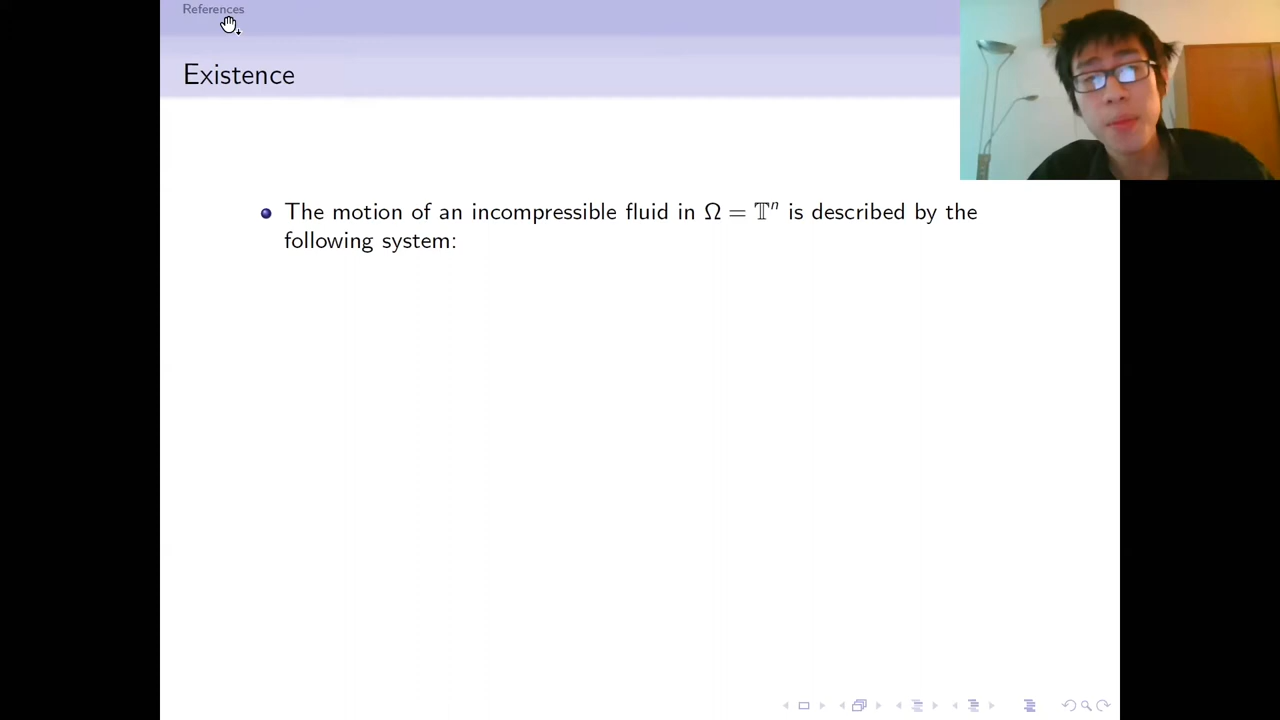 References
Existence
The motion of an incompressible fluid in Ω = 𝕋ⁿ is described by the
following system: